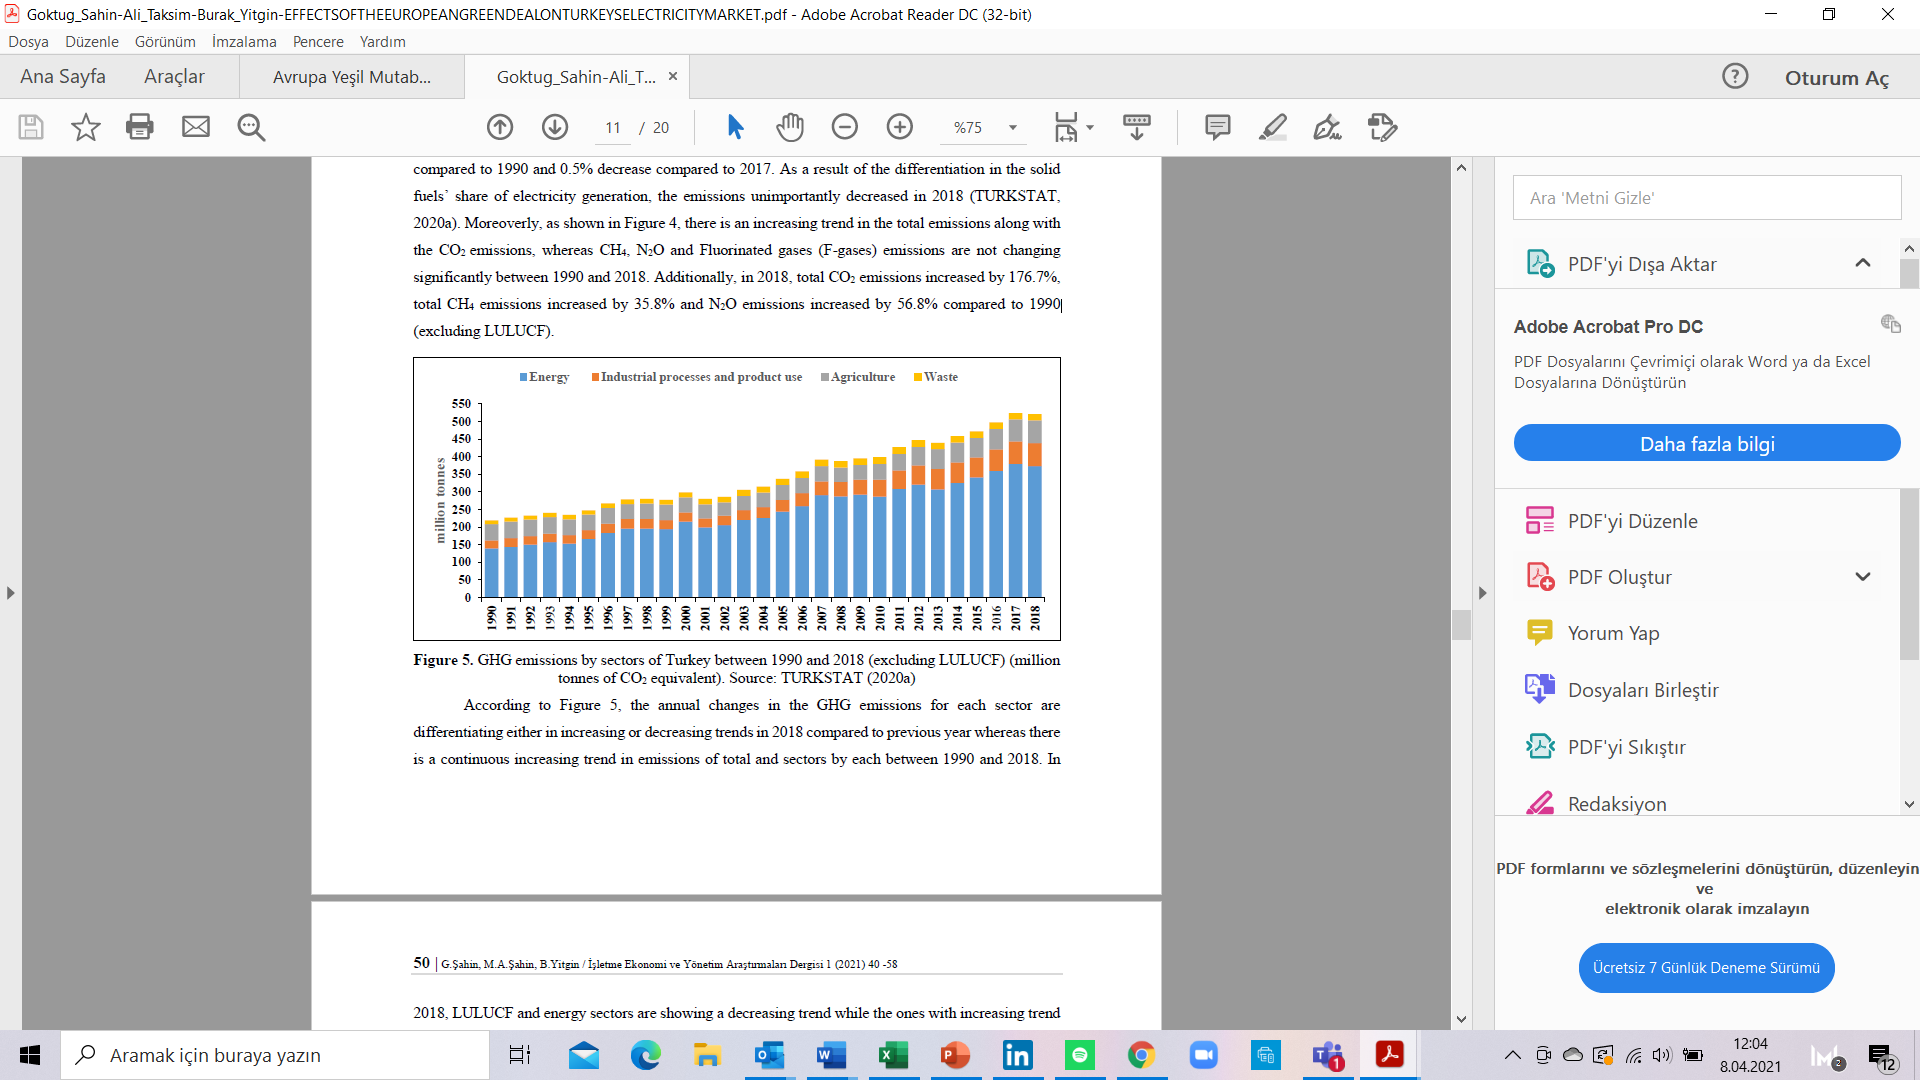 Goktug_Sahin-Ali_Taksim-Burak_Yitgin-EFFECTSOFTHEEUROPEANGREENDEALONTURKEYSELECTRICITYMARKET.pdf - Adobe Acrobat Reader DC (32-bit)
Dosya Düzenle Görünüm İmzalama Pencere Yardım
Ana Sayfa Araçlar Avrupa Yeşil Mutab... Goktug_Sahin-Ali_T... × Oturum Aç
11 / 20 %75
compared to 1990 and 0.5% decrease compared to 2017. As a result of the differentiation in the solid
fuels’ share of electricity generation, the emissions unimportantly decreased in 2018 (TURKSTAT,
2020a). Moreoverly, as shown in Figure 4, there is an increasing trend in the total emissions along with
the CO₂ emissions, whereas CH₄, N₂O and Fluorinated gases (F-gases) emissions are not changing
significantly between 1990 and 2018. Additionally, in 2018, total CO₂ emissions increased by 176.7%,
total CH₄ emissions increased by 35.8% and N₂O emissions increased by 56.8% compared to 1990
(excluding LULUCF).
Energy Industrial processes and product use Agriculture Waste
million tonnes
550
500
450
400
350
300
250
200
150
100
50
0
1990 1991 1992 1993 1994 1995 1996 1997 1998 1999 2000 2001 2002 2003 2004 2005 2006 2007 2008 2009 2010 2011 2012 2013 2014 2015 2016 2017 2018
Figure 5. GHG emissions by sectors of Turkey between 1990 and 2018 (excluding LULUCF) (million
tonnes of CO₂ equivalent). Source: TURKSTAT (2020a)
According to Figure 5, the annual changes in the GHG emissions for each sector are
differentiating either in increasing or decreasing trends in 2018 compared to previous year whereas there
is a continuous increasing trend in emissions of total and sectors by each between 1990 and 2018. In
50 | G.Şahin, M.A.Şahin, B.Yitgin / İşletme Ekonomi ve Yönetim Araştırmaları Dergisi 1 (2021) 40 -58
2018, LULUCF and energy sectors are showing a decreasing trend while the ones with increasing trend
Ara 'Metni Gizle'
PDF'yi Dışa Aktar
Adobe Acrobat Pro DC
PDF Dosyalarını Çevrimiçi olarak Word ya da Excel
Dosyalarına Dönüştürün
Daha fazla bilgi
PDF'yi Düzenle
PDF Oluştur
Yorum Yap
Dosyaları Birleştir
PDF'yi Sıkıştır
Redaksiyon
PDF formlarını ve sözleşmelerini dönüştürün, düzenleyin
ve
elektronik olarak imzalayın
Ücretsiz 7 Günlük Deneme Sürümü
Aramak için buraya yazın
12:04
8.04.2021
1
2
12